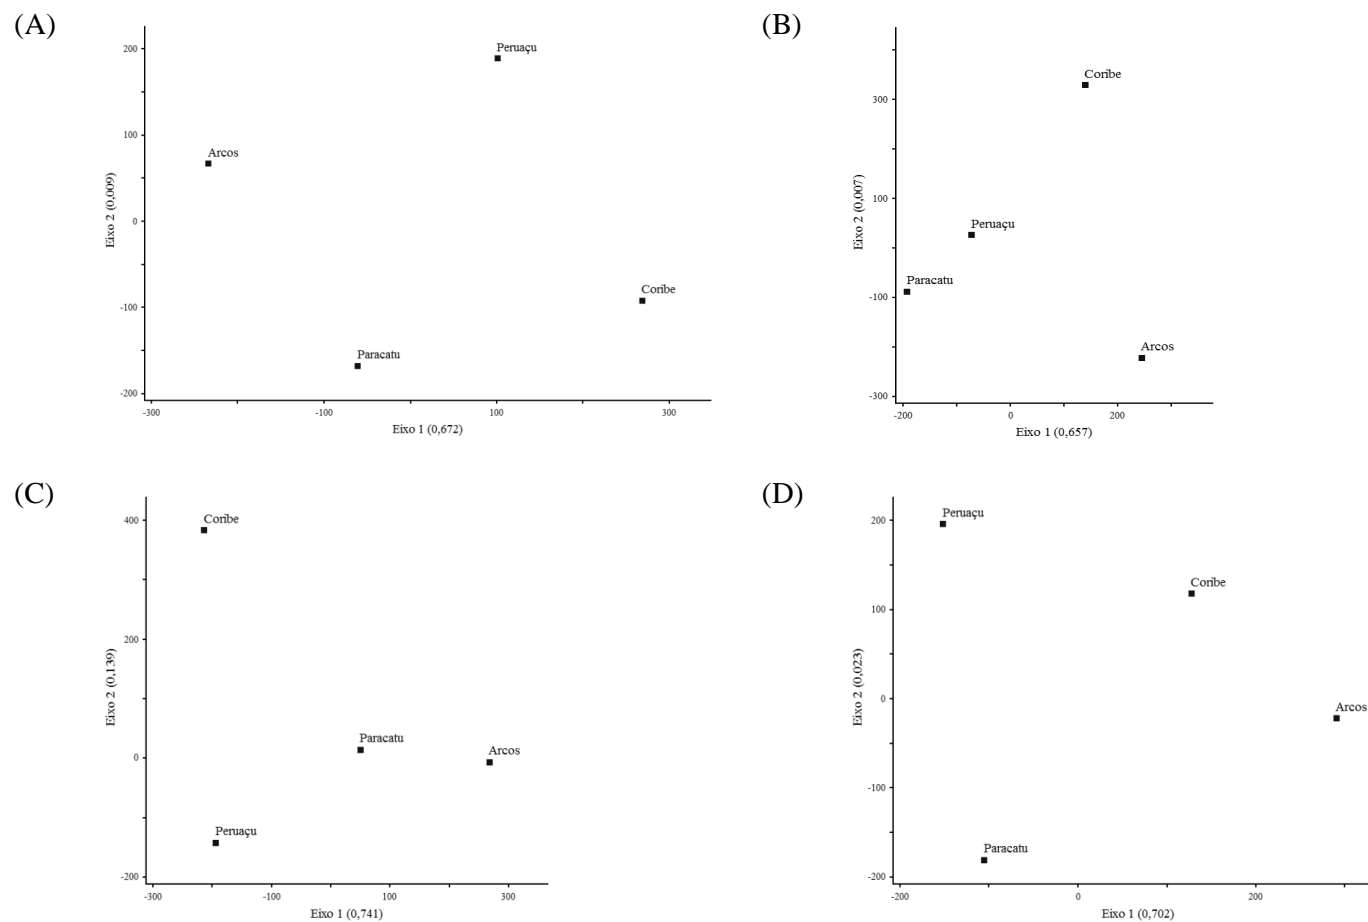 (A)
200
Peruaçu
100
Arcos
Eixo 2 (0,009)
0
Coribe
-100
Paracatu
-200
-300
-100
100
300
Eixo 1 (0,672)
(B)
Coribe
300
Eixo 2 (0,007)
100
Peruaçu
Paracatu
-100
Arcos
-300
-200
0
200
Eixo 1 (0,657)
(C)
400
Coribe
200
Eixo 2 (0,139)
Paracatu
Arcos
0
Peruaçu
-200
-300
-100
100
300
Eixo 1 (0,741)
(D)
Peruaçu
200
Coribe
100
Eixo 2 (0,023)
Arcos
0
-100
Paracatu
-200
-200
0
200
Eixo 1 (0,702)